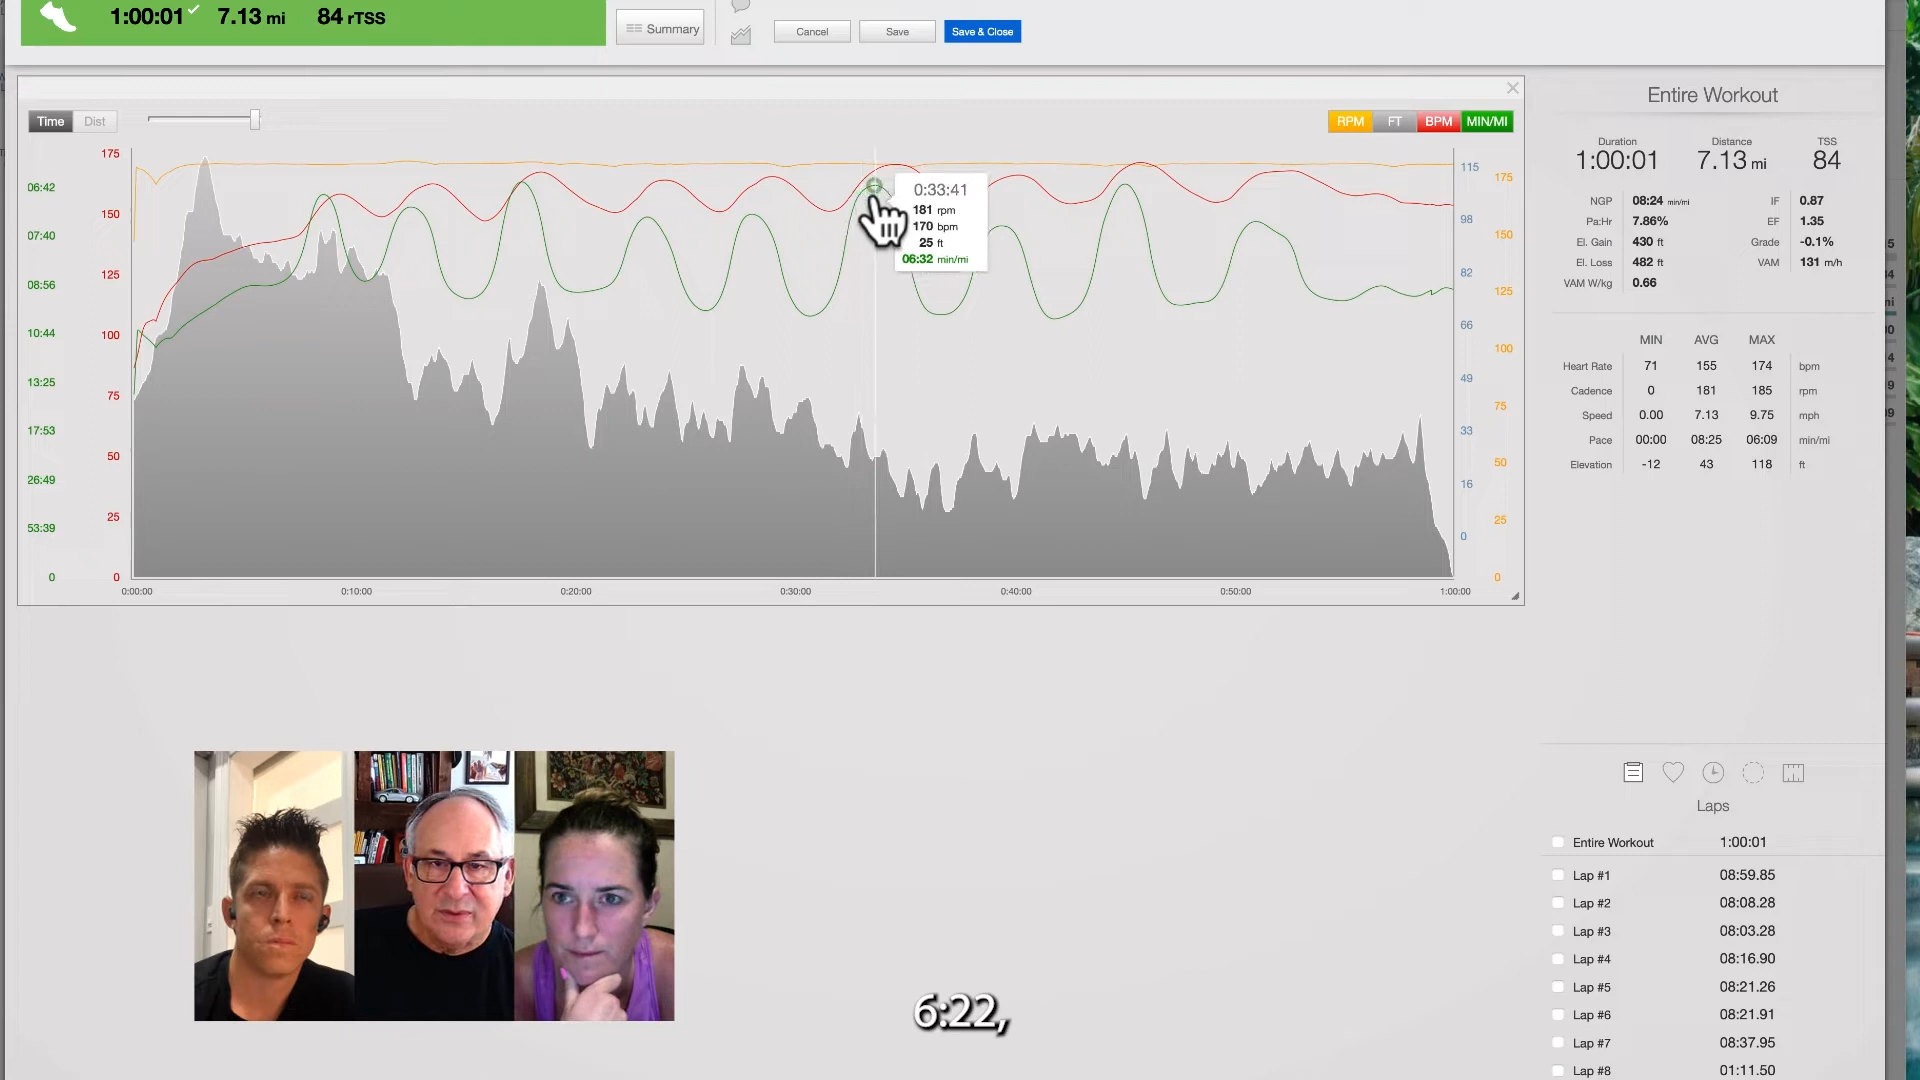 1:00:01 7.13 mi 84 rTSS
Summary
Cancel Save Save & Close
Time Dist
RPM FT BPM MIN/MI
175
150
125
100
75
50
25
0
06:42
07:40
08:56
10:44
13:25
17:53
26:49
53:39
0
0:33:41
181 rpm
170 bpm
25 ft
06:32 min/mi
115
98
82
66
49
33
16
0
175
150
125
100
75
50
25
0
0:00:00 0:10:00 0:20:00 0:30:00 0:40:00 0:50:00 1:00:00
Entire Workout
Duration Distance TSS
1:00:01 7.13 mi 84
NGP 08:24 min/mi IF 0.87
Pa:Hr 7.86% EF 1.35
El. Gain 430 ft Grade -0.1%
El. Loss 482 ft VAM 131 m/h
VAM W/kg 0.66
MIN AVG MAX
Heart Rate 71 155 174 bpm
Cadence 0 181 185 rpm
Speed 0.00 7.13 9.75 mph
Pace 00:00 08:25 06:09 min/mi
Elevation -12 43 118 ft
Laps
Entire Workout 1:00:01
Lap #1 08:59.85
Lap #2 08:08.28
Lap #3 08:03.28
Lap #4 08:16.90
Lap #5 08:21.26
Lap #6 08:21.91
Lap #7 08:37.95
Lap #8 01:11.50
6:22,